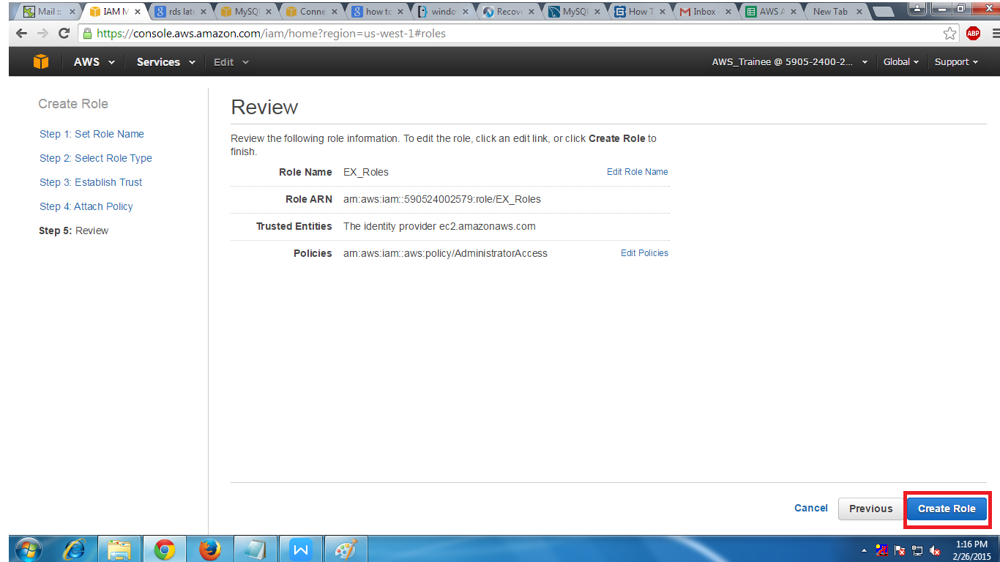 Mail ::
IAM M
rds late
MySQL
Conne
how to
windo
Recove
MySQL
How T
Inbox -
AWS A
New Tab
https://console.aws.amazon.com/iam/home?region=us-west-1#roles
ABP
AWS
Services
Edit
AWS_Trainee @ 5905-2400-2...
Global
Support
Create Role
Step 1: Set Role Name
Step 2: Select Role Type
Step 3: Establish Trust
Step 4: Attach Policy
Step 5: Review
Review
Review the following role information. To edit the role, click an edit link, or click Create Role to
finish.
Role Name EX_Roles Edit Role Name
Role ARN arn:aws:iam::590524002579:role/EX_Roles
Trusted Entities The identity provider ec2.amazonaws.com
Policies arn:aws:iam::aws:policy/AdministratorAccess Edit Policies
Cancel
Previous
Create Role
1:16 PM
2/26/2015